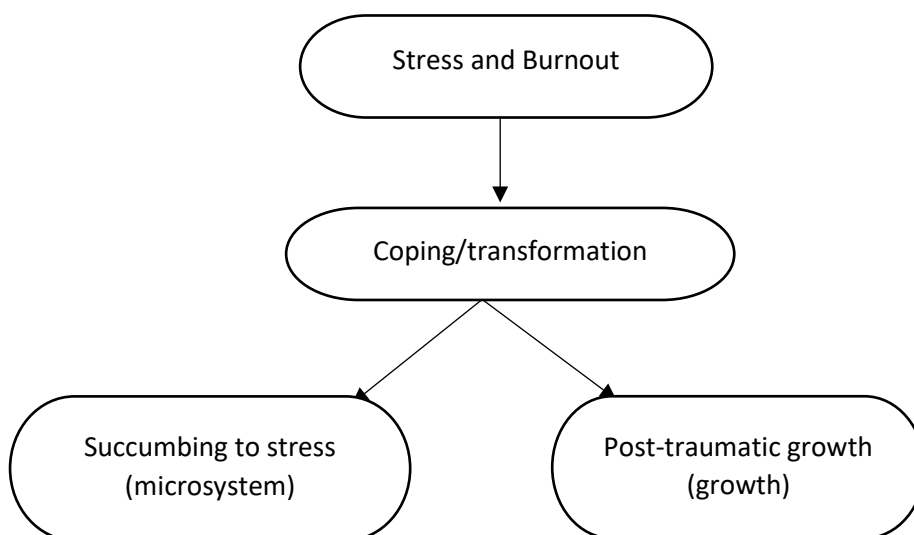 Stress and Burnout
Coping/transformation
Succumbing to stress
(microsystem)
Post-traumatic growth
(growth)